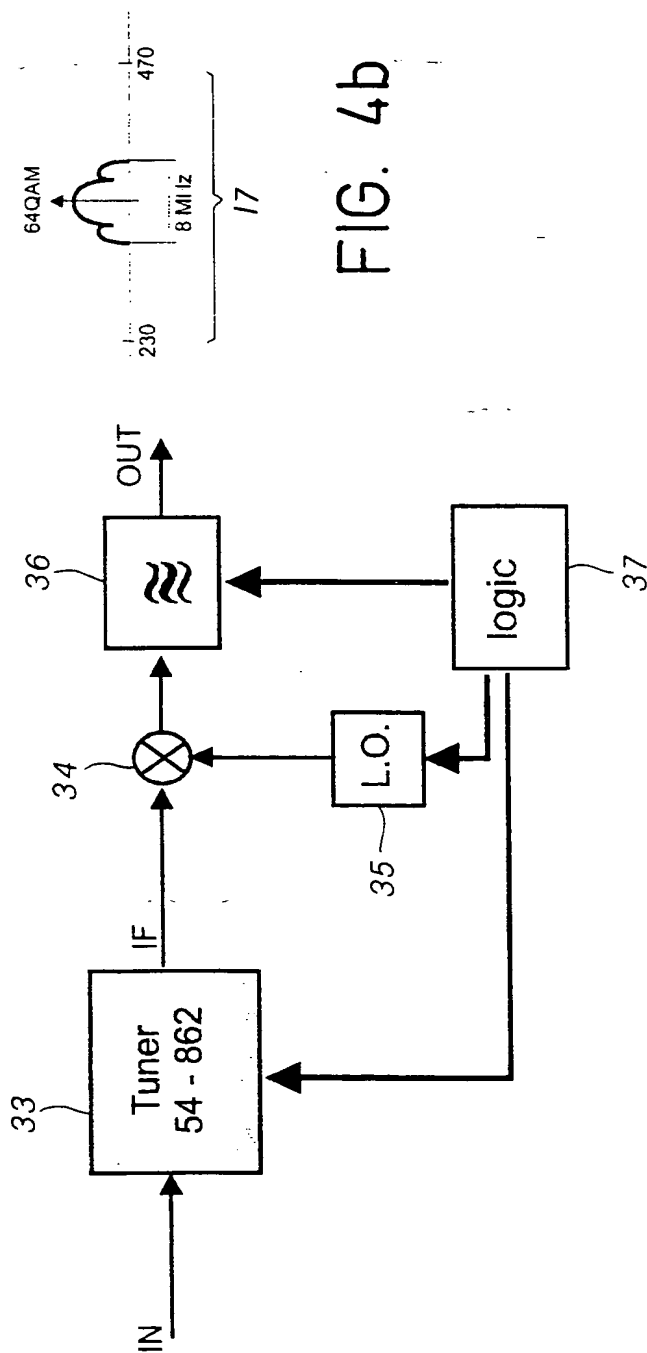 IN
33
Tuner
54 - 862
IF
34
35
L.O.
36
OUT
logic
37
64QAM
230
470
8 MHz
17
FIG. 4b